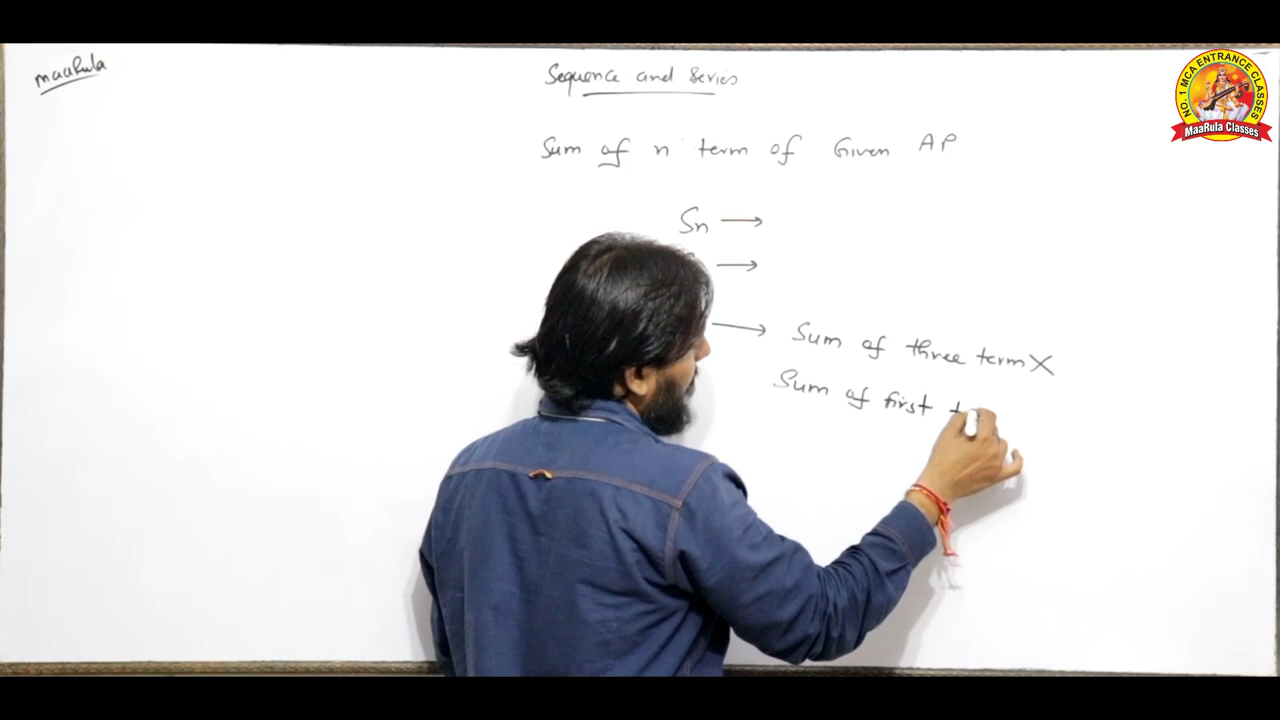 maaRula
Sequence and Series
Sum of n term of Given AP
Sn →
→
→ Sum of three term X
Sum of first t
NO. 1 MCA ENTRANCE CLASSES
MaaRula Classes